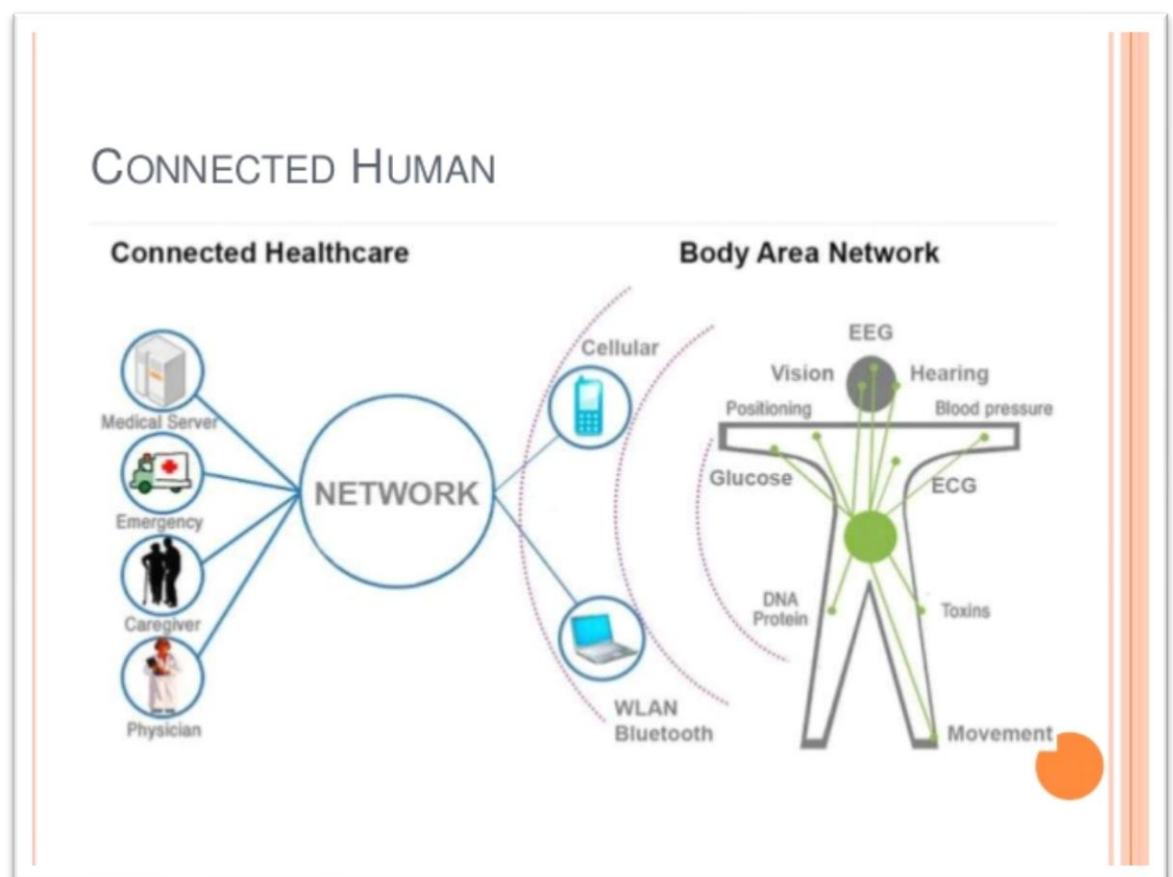 CONNECTED HUMAN
Connected Healthcare
Body Area Network
Medical Server
Emergency
Caregiver
Physician
NETWORK
Cellular
WLAN
Bluetooth
EEG
Vision
Hearing
Positioning
Blood pressure
Glucose
ECG
DNA
Protein
Toxins
Movement